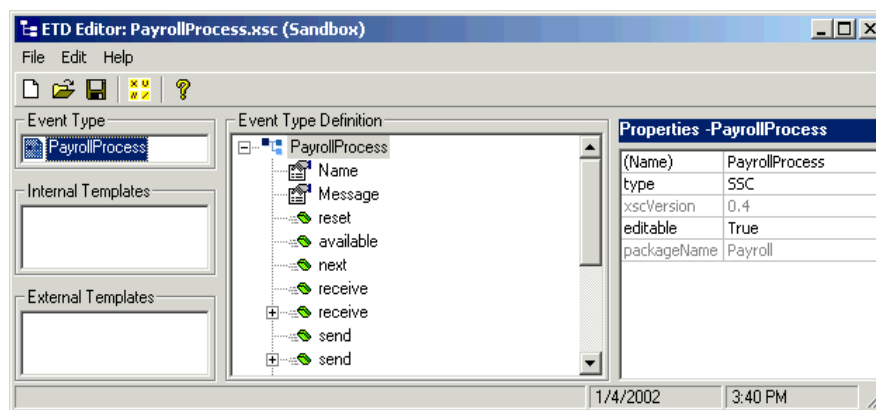 ETD Editor: PayrollProcess.xsc (Sandbox)
File Edit Help
Event Type
PayrollProcess
Internal Templates
External Templates
Event Type Definition
PayrollProcess
Name
Message
reset
available
next
receive
receive
send
send
Properties -PayrollProcess
(Name) PayrollProcess
type SSC
xscVersion 0.4
editable True
packageName Payroll
1/4/2002 3:40 PM